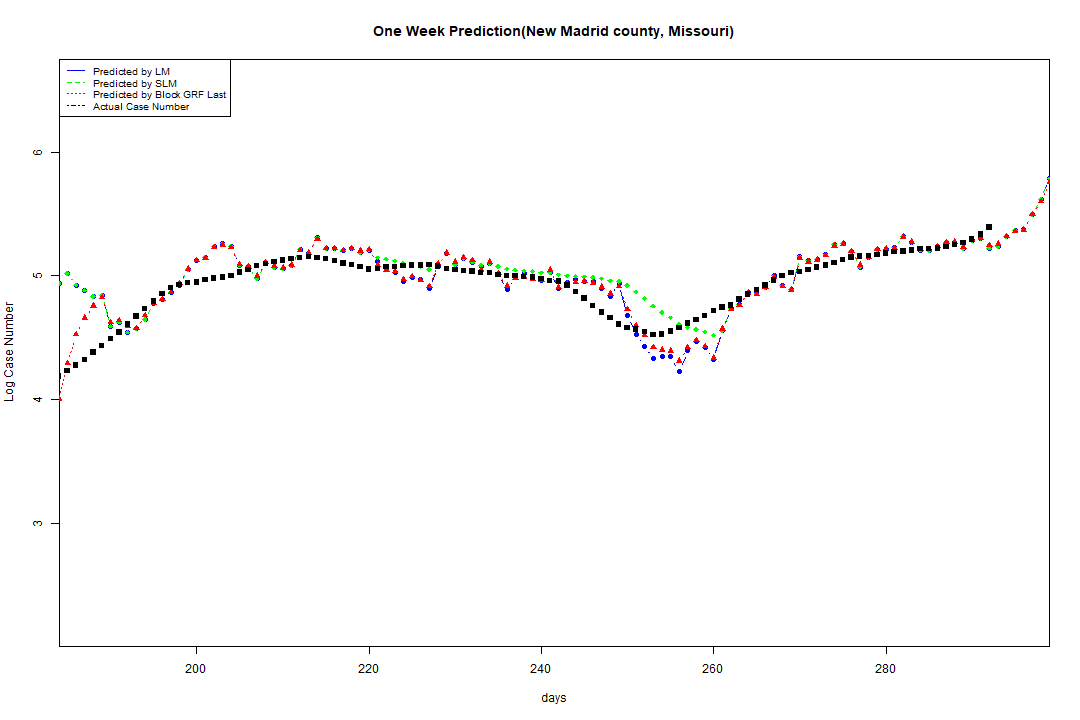 One Week Prediction(New Madrid county, Missouri)
Predicted by LM
Predicted by SLM
Predicted by Block GRF Last
Actual Case Number
6
5
4
3
Log Case Number
200 220 240 260 280
days